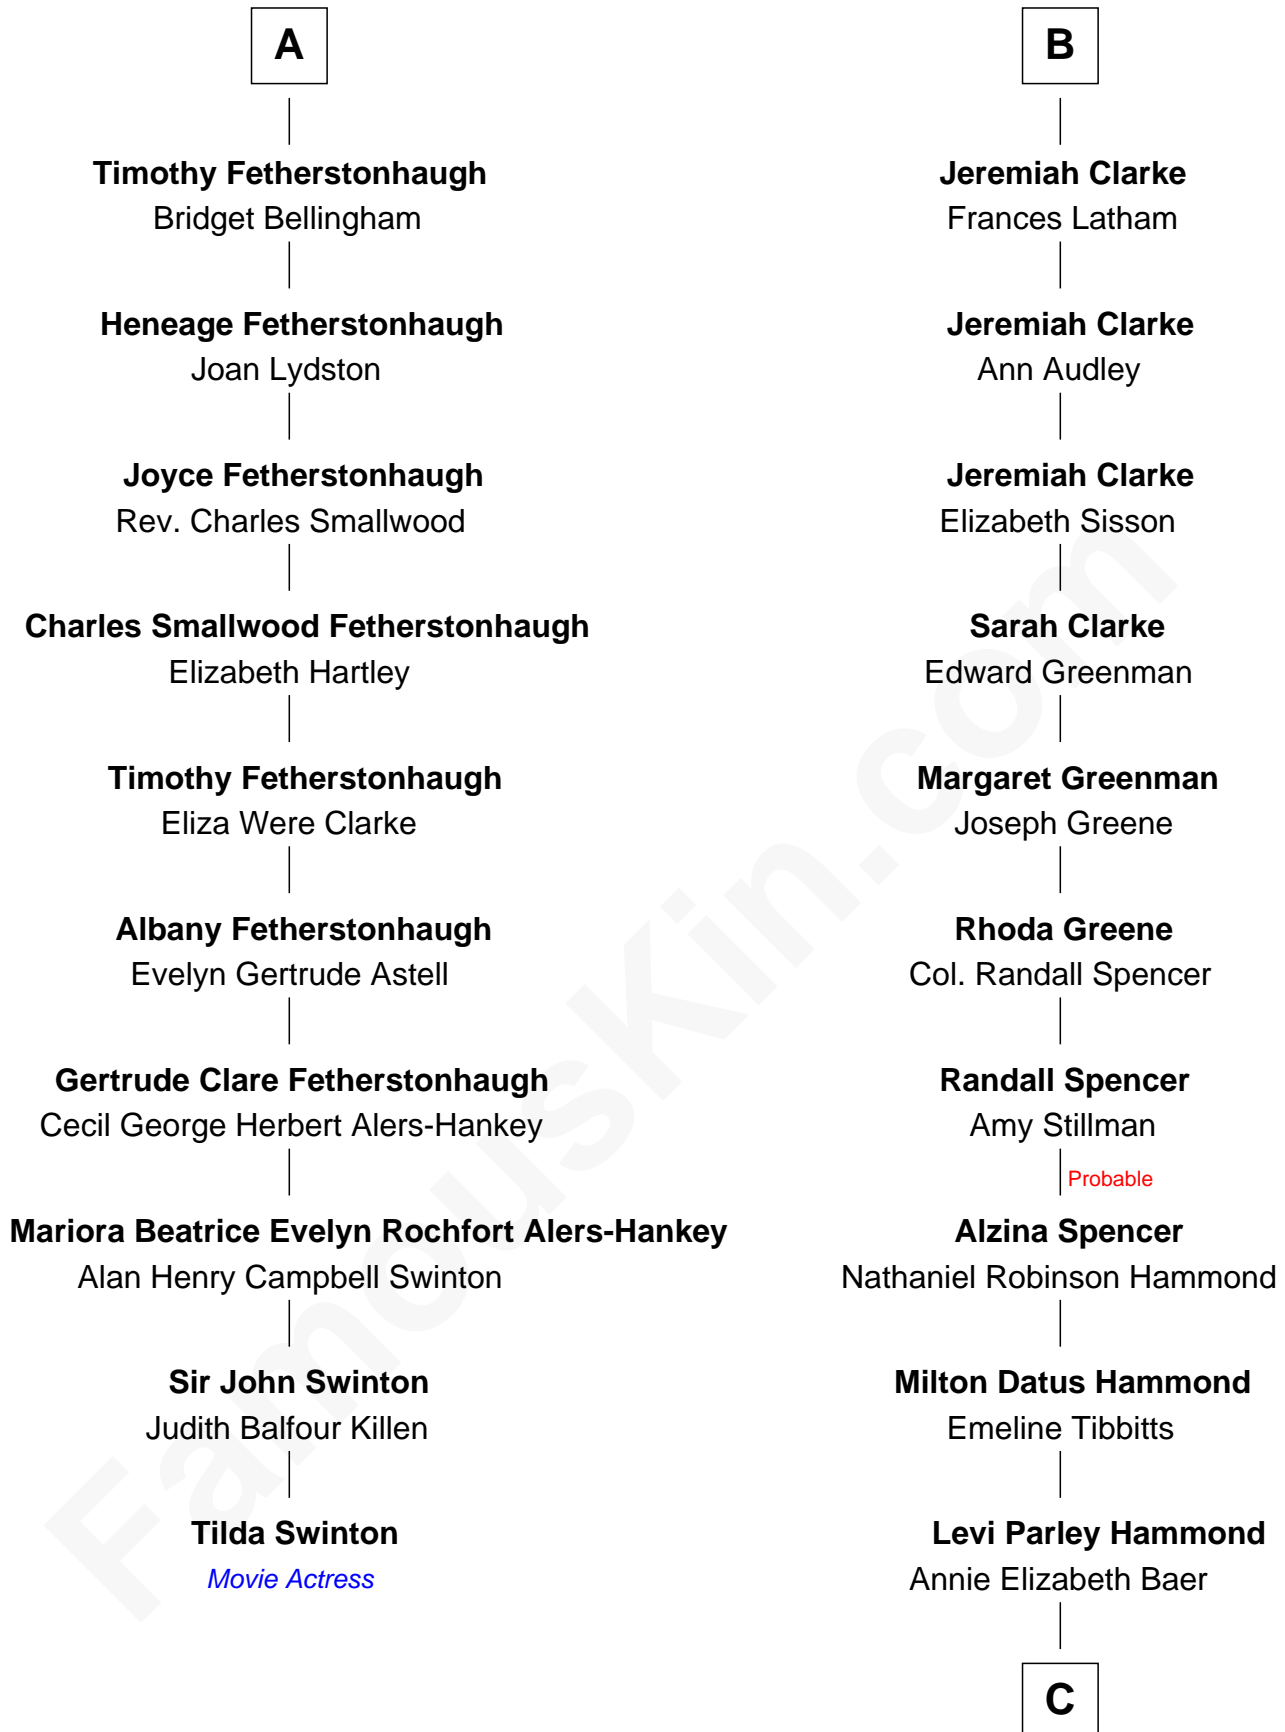 A
Timothy Fetherstonhaugh
Bridget Bellingham
Heneage Fetherstonhaugh
Joan Lydston
Joyce Fetherstonhaugh
Rev. Charles Smallwood
Charles Smallwood Fetherstonhaugh
Elizabeth Hartley
Timothy Fetherstonhaugh
Eliza Were Clarke
Albany Fetherstonhaugh
Evelyn Gertrude Astell
Gertrude Clare Fetherstonhaugh
Cecil George Herbert Alers-Hankey
Mariora Beatrice Evelyn Rochfort Alers-Hankey
Alan Henry Campbell Swinton
Sir John Swinton
Judith Balfour Killen
Tilda Swinton
Movie Actress
B
Jeremiah Clarke
Frances Latham
Jeremiah Clarke
Ann Audley
Jeremiah Clarke
Elizabeth Sisson
Sarah Clarke
Edward Greenman
Margaret Greenman
Joseph Greene
Rhoda Greene
Col. Randall Spencer
Randall Spencer
Amy Stillman
Probable
Alzina Spencer
Nathaniel Robinson Hammond
Milton Datus Hammond
Emeline Tibbitts
Levi Parley Hammond
Annie Elizabeth Baer
C
FamousKin.com